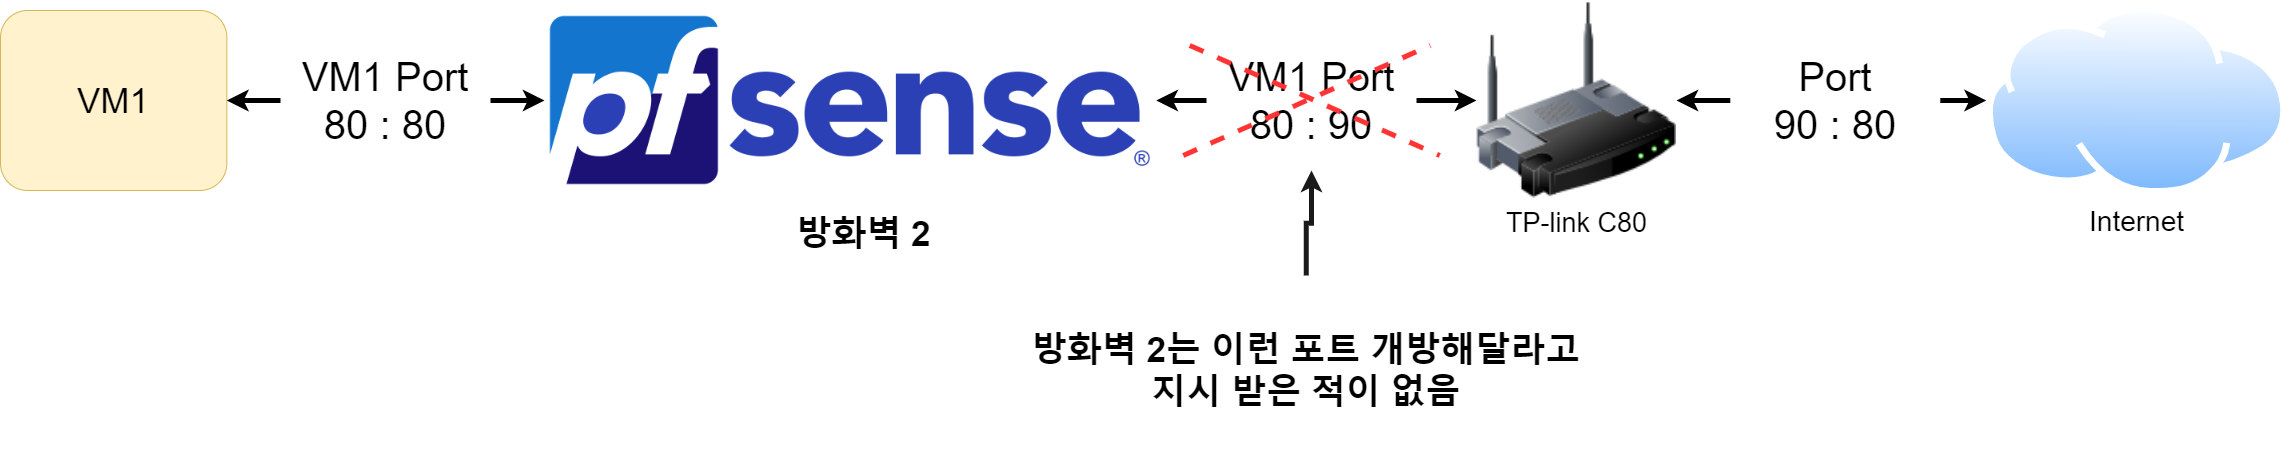 VM1
VM1 Port
80 : 80
pfsense®
방화벽 2
VM1 Port
80 : 90
TP-link C80
Port
90 : 80
Internet
방화벽 2는 이런 포트 개방해달라고
지시 받은 적이 없음